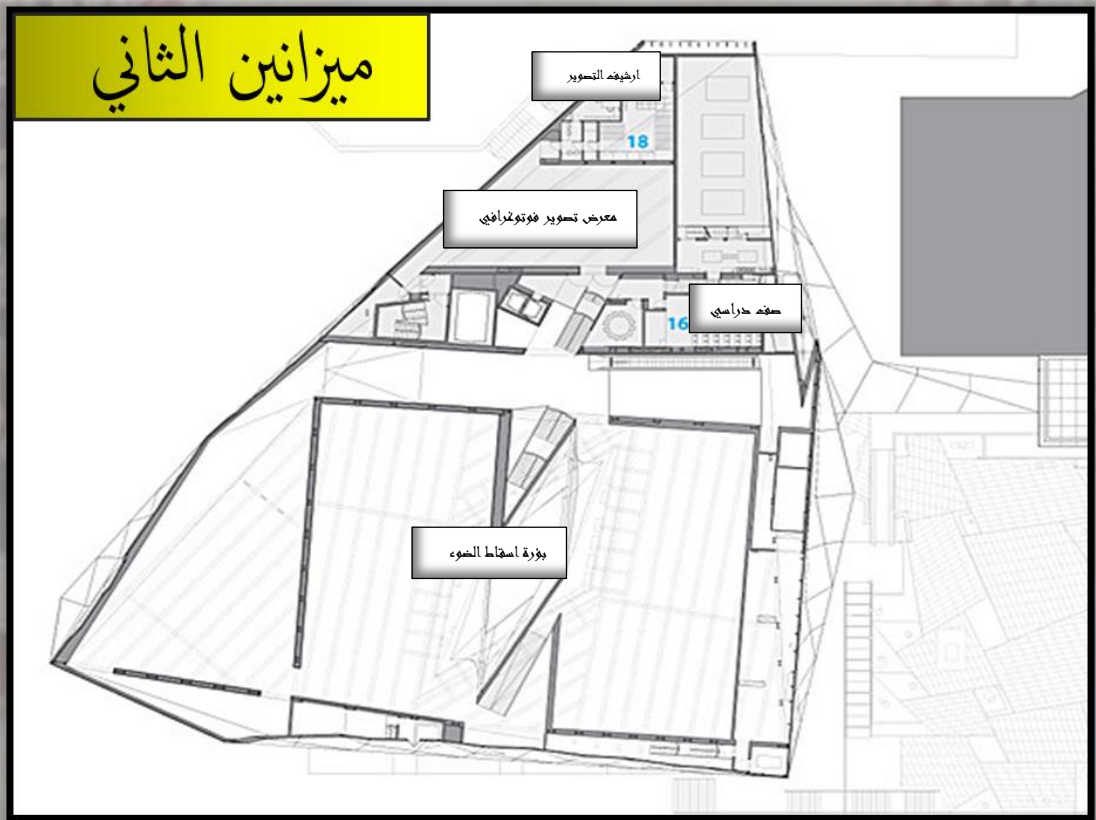 ميزانين الثاني
ارشيف التصوير
18
معرض تصوير فوتوغرافي
صف دراسي
16
بؤرة اسقاط الضوء